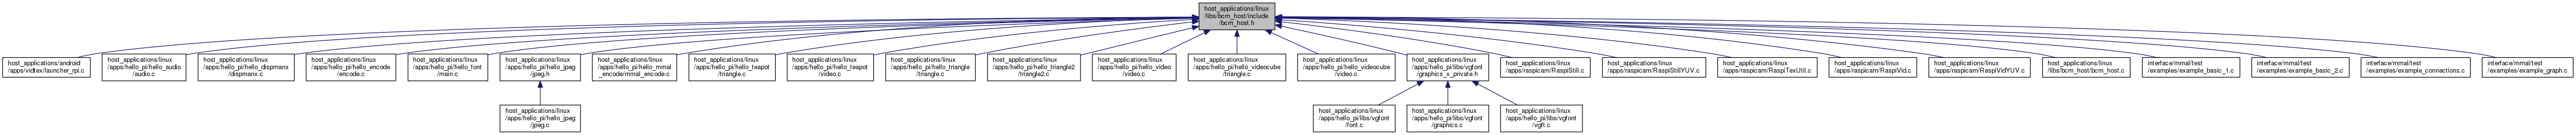 host_applications/linux
/libs/bcm_host/include
/bcm_host.h
host_applications/android
/apps/vidtex/launcher_rpi.c
host_applications/linux
/apps/hello_pi/hello_audio
/audio.c
host_applications/linux
/apps/hello_pi/hello_dispmanx
/dispmanx.c
host_applications/linux
/apps/hello_pi/hello_encode
/encode.c
host_applications/linux
/apps/hello_pi/hello_font
/main.c
host_applications/linux
/apps/hello_pi/hello_jpeg
/jpeg.h
host_applications/linux
/apps/hello_pi/hello_mmal
_encode/mmal_encode.c
host_applications/linux
/apps/hello_pi/hello_teapot
/triangle.c
host_applications/linux
/apps/hello_pi/hello_teapot
/video.c
host_applications/linux
/apps/hello_pi/hello_triangle
/triangle.c
host_applications/linux
/apps/hello_pi/hello_triangle2
/triangle2.c
host_applications/linux
/apps/hello_pi/hello_video
/video.c
host_applications/linux
/apps/hello_pi/hello_videocube
/triangle.c
host_applications/linux
/apps/hello_pi/hello_videocube
/video.c
host_applications/linux
/apps/hello_pi/libs/vgfont
/graphics_x_private.h
host_applications/linux
/apps/raspicam/RaspiStill.c
host_applications/linux
/apps/raspicam/RaspiStillYUV.c
host_applications/linux
/apps/raspicam/RaspiTexUtil.c
host_applications/linux
/apps/raspicam/RaspiVid.c
host_applications/linux
/apps/raspicam/RaspiVidYUV.c
host_applications/linux
/libs/bcm_host/bcm_host.c
interface/mmal/test
/examples/example_basic_1.c
interface/mmal/test
/examples/example_basic_2.c
interface/mmal/test
/examples/example_connections.c
interface/mmal/test
/examples/example_graph.c
host_applications/linux
/apps/hello_pi/hello_jpeg
/jpeg.c
host_applications/linux
/apps/hello_pi/libs/vgfont
/font.c
host_applications/linux
/apps/hello_pi/libs/vgfont
/graphics.c
host_applications/linux
/apps/hello_pi/libs/vgfont
/vgft.c